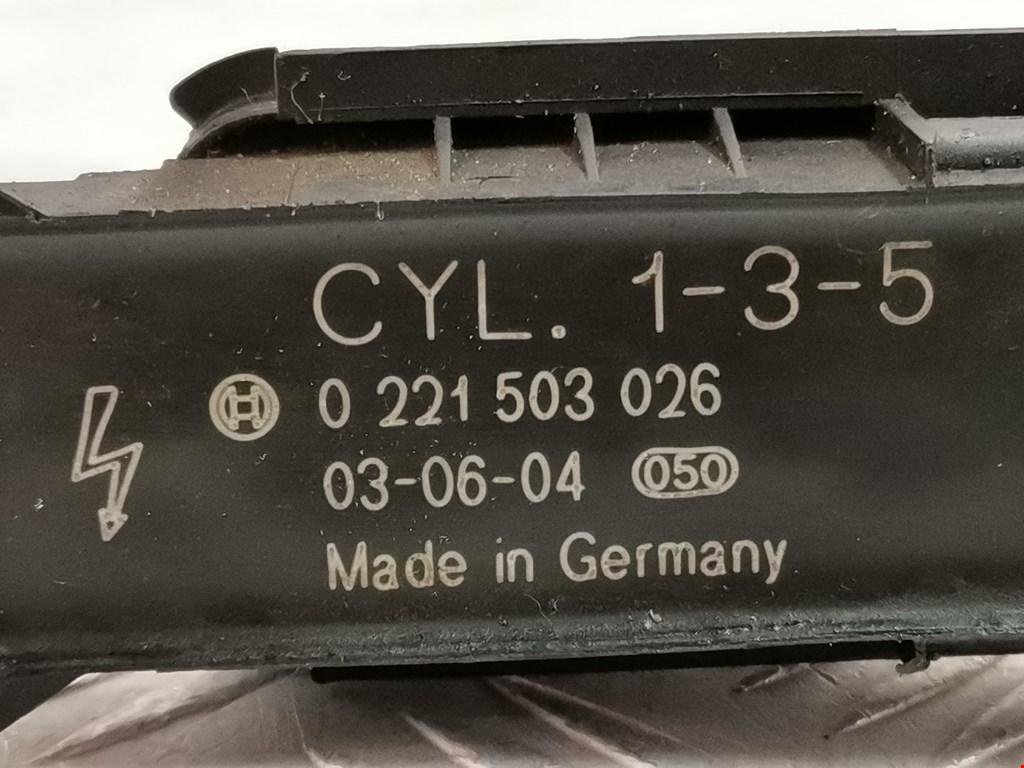 CYL. 1-3-5
0 221 503 026
03-06-04 050
Made in Germany